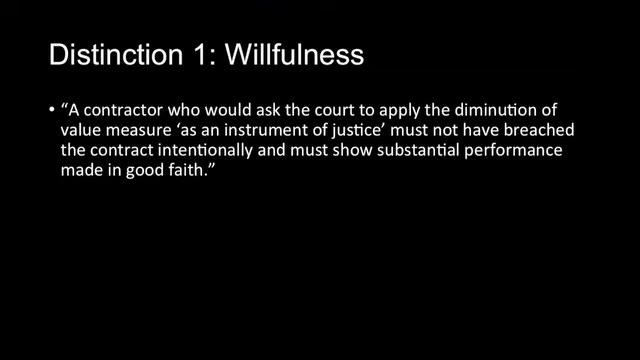 Distinction 1: Willfulness
• “A contractor who would ask the court to apply the diminution of
value measure ‘as an instrument of justice’ must not have breached
the contract intentionally and must show substantial performance
made in good faith.”